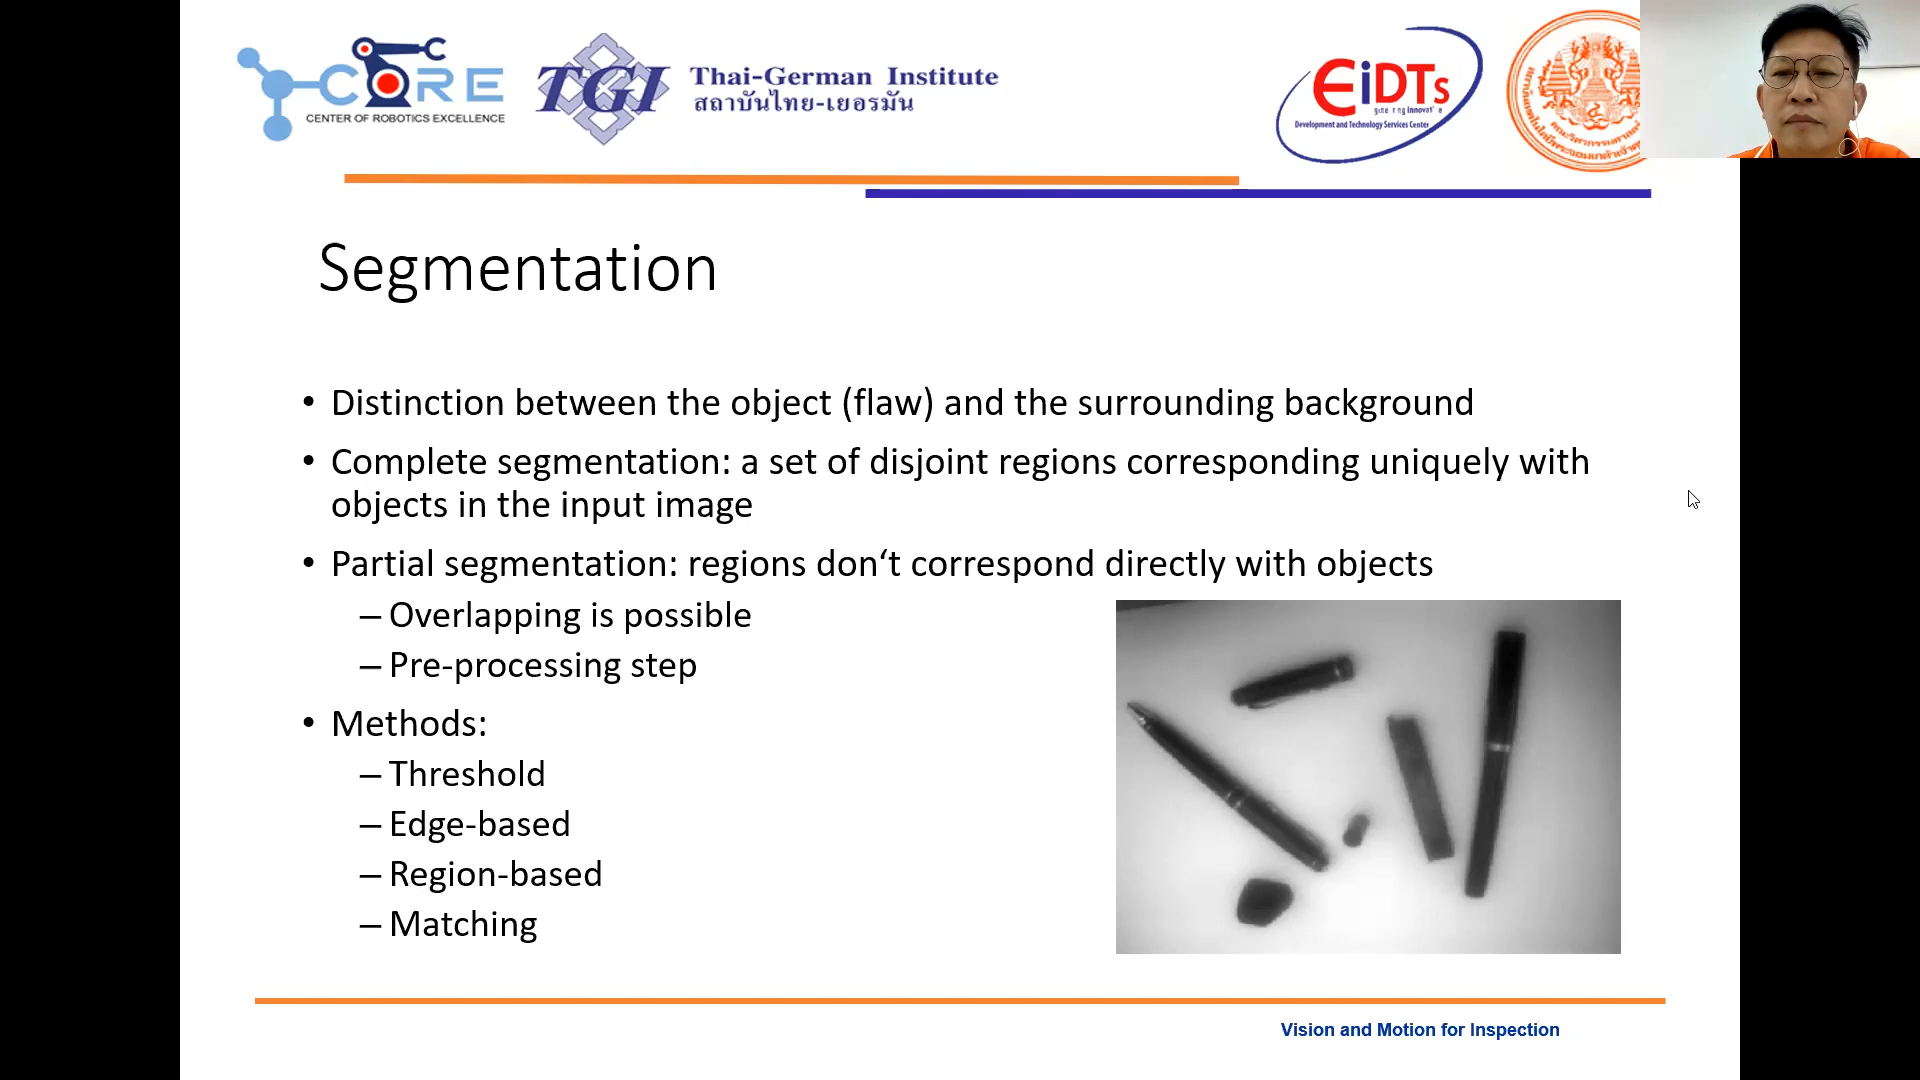 CORE
CENTER OF ROBOTICS EXCELLENCE
TGI
Thai-German Institute
สถาบันไทย-เยอรมัน
EiDTs
Development and Technology Services Center
Segmentation
• Distinction between the object (flaw) and the surrounding background
• Complete segmentation: a set of disjoint regions corresponding uniquely with
objects in the input image
• Partial segmentation: regions don‘t correspond directly with objects
– Overlapping is possible
– Pre-processing step
• Methods:
– Threshold
– Edge-based
– Region-based
– Matching
Vision and Motion for Inspection